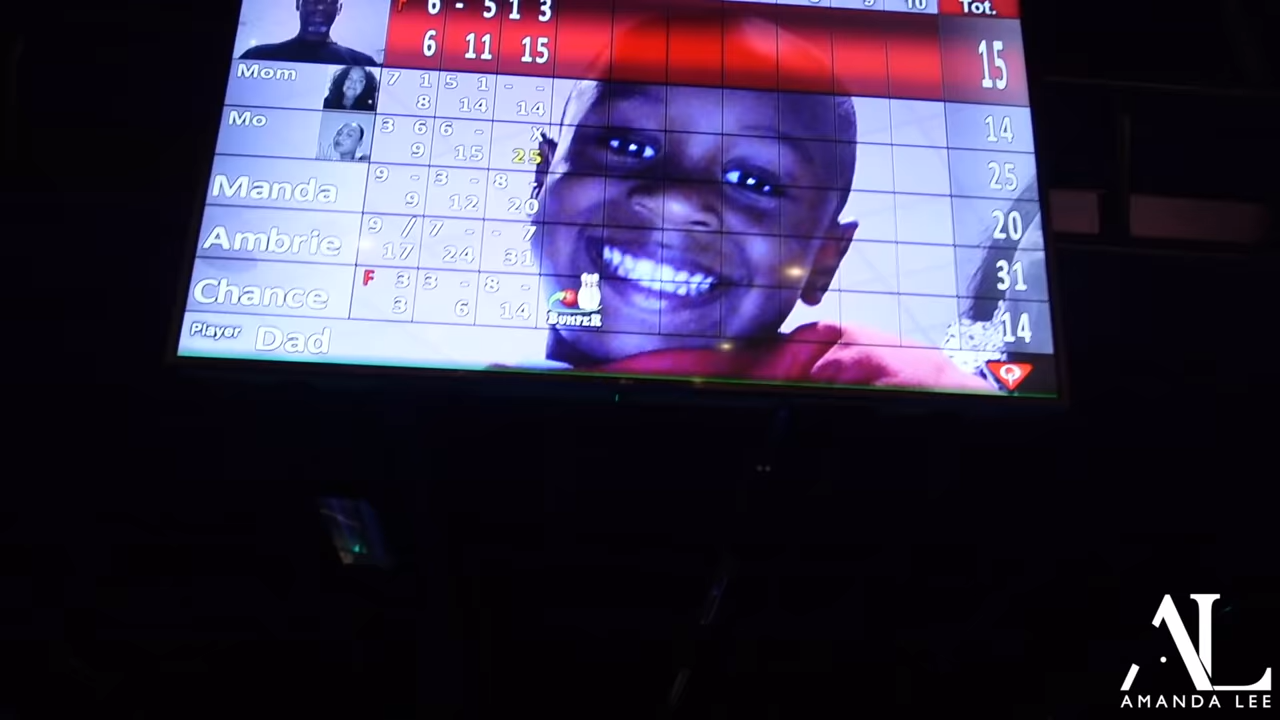 10 Tot.
F 6 - 5 1 3
6 11 15 15
Mom 7 1 5 1 - -
8 14 14 14
Mo 3 6 6 - X
9 15 25 25
Manda 9 - 3 - 8 -
9 12 20 20
Ambrie 9 / 7 - - 7
17 24 31 31
Chance F 3 3 - 8 -
3 6 14 14
BUMPER
Player Dad
AL
AMANDA LEE